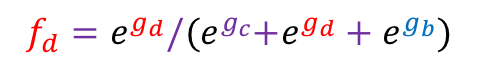 f_d = e^{g_d}/(e^{g_c}+e^{g_d} + e^{g_b})